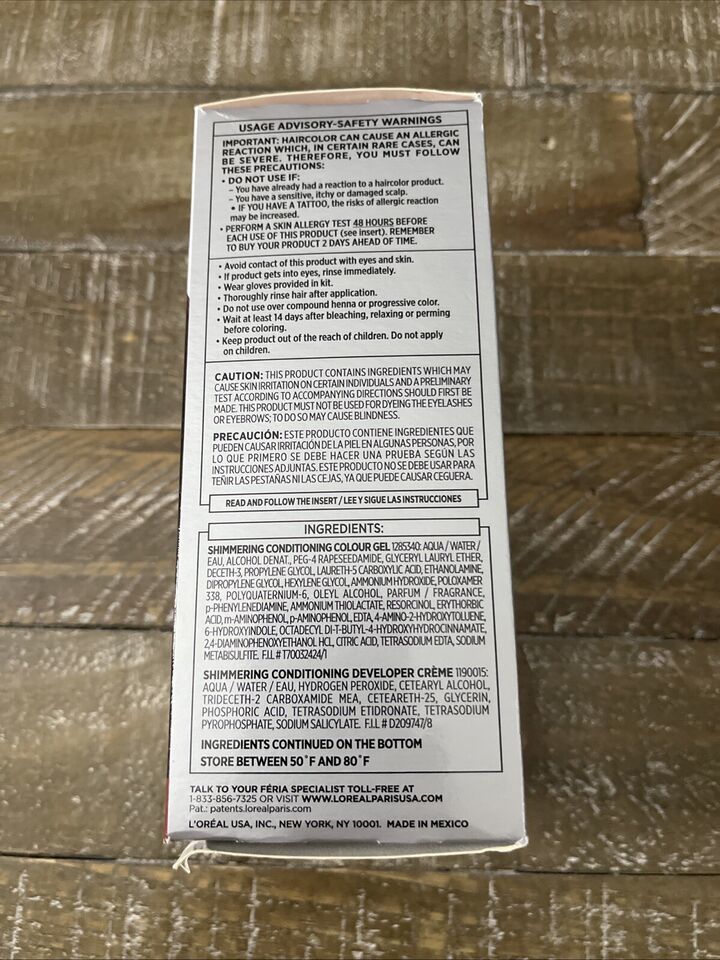 USAGE ADVISORY-SAFETY WARNINGS
IMPORTANT: HAIRCOLOR CAN CAUSE AN ALLERGIC
REACTION WHICH, IN CERTAIN RARE CASES, CAN
BE SEVERE. THEREFORE, YOU MUST FOLLOW
THESE PRECAUTIONS:
• DO NOT USE IF:
– You have already had a reaction to a haircolor product.
– You have a sensitive, itchy or damaged scalp.
• IF YOU HAVE A TATTOO, the risks of allergic reaction
may be increased.
• PERFORM A SKIN ALLERGY TEST 48 HOURS BEFORE
EACH USE OF THIS PRODUCT (see insert). REMEMBER
TO BUY YOUR PRODUCT 2 DAYS AHEAD OF TIME.
• Avoid contact of this product with eyes and skin.
• If product gets into eyes, rinse immediately.
• Wear gloves provided in kit.
• Thoroughly rinse hair after application.
• Do not use over compound henna or progressive color.
• Wait at least 14 days after bleaching, relaxing or perming
before coloring.
• Keep product out of the reach of children. Do not apply
on children.
CAUTION: THIS PRODUCT CONTAINS INGREDIENTS WHICH MAY
CAUSE SKIN IRRITATION ON CERTAIN INDIVIDUALS AND A PRELIMINARY
TEST ACCORDING TO ACCOMPANYING DIRECTIONS SHOULD FIRST BE
MADE. THIS PRODUCT MUST NOT BE USED FOR DYEING THE EYELASHES
OR EYEBROWS; TO DO SO MAY CAUSE BLINDNESS.
PRECAUCIÓN: ESTE PRODUCTO CONTIENE INGREDIENTES QUE
PUEDEN CAUSAR IRRITACIÓN DE LA PIEL EN ALGUNAS PERSONAS, POR
LO QUE PRIMERO SE DEBE HACER UNA PRUEBA SEGÚN LAS
INSTRUCCIONES ADJUNTAS. ESTE PRODUCTO NO SE DEBE USAR PARA
TEÑIR LAS PESTAÑAS NI LAS CEJAS, YA QUE PUEDE CAUSAR CEGUERA.
READ AND FOLLOW THE INSERT / LEE Y SIGUE LAS INSTRUCCIONES
INGREDIENTS:
SHIMMERING CONDITIONING COLOUR GEL 1285340: AQUA / WATER /
EAU, ALCOHOL DENAT., PEG-4 RAPESEEDAMIDE, GLYCERYL LAURYL ETHER,
DECETH-3, PROPYLENE GLYCOL, LAURETH-5 CARBOXYLIC ACID, ETHANOLAMINE,
DIPROPYLENE GLYCOL, HEXYLENE GLYCOL, AMMONIUM HYDROXIDE, POLOXAMER
338, POLYQUATERNIUM-6, OLEYL ALCOHOL, PARFUM / FRAGRANCE,
p-PHENYLENEDIAMINE, AMMONIUM THIOLACTATE, RESORCINOL, ERYTHORBIC
ACID, m-AMINOPHENOL, p-AMINOPHENOL, EDTA, 4-AMINO-2-HYDROXYTOLUENE,
6-HYDROXYINDOLE, OCTADECYL DI-T-BUTYL-4-HYDROXYHYDROCINNAMATE,
2,4-DIAMINOPHENOXYETHANOL HCL, CITRIC ACID, TETRASODIUM EDTA, SODIUM
METABISULFITE. F.I.L # T70032424/1
SHIMMERING CONDITIONING DEVELOPER CRÈME 1190015:
AQUA / WATER / EAU, HYDROGEN PEROXIDE, CETEARYL ALCOHOL,
TRIDECETH-2 CARBOXAMIDE MEA, CETEARETH-25, GLYCERIN,
PHOSPHORIC ACID, TETRASODIUM ETIDRONATE, TETRASODIUM
PYROPHOSPHATE, SODIUM SALICYLATE. F.I.L # D209747/8
INGREDIENTS CONTINUED ON THE BOTTOM
STORE BETWEEN 50°F AND 80°F
TALK TO YOUR FÉRIA SPECIALIST TOLL-FREE AT
1-833-856-7325 OR VISIT WWW.LOREALPARISUSA.COM
Pat.: patents.lorealparis.com
L'ORÉAL USA, INC., NEW YORK, NY 10001. MADE IN MEXICO